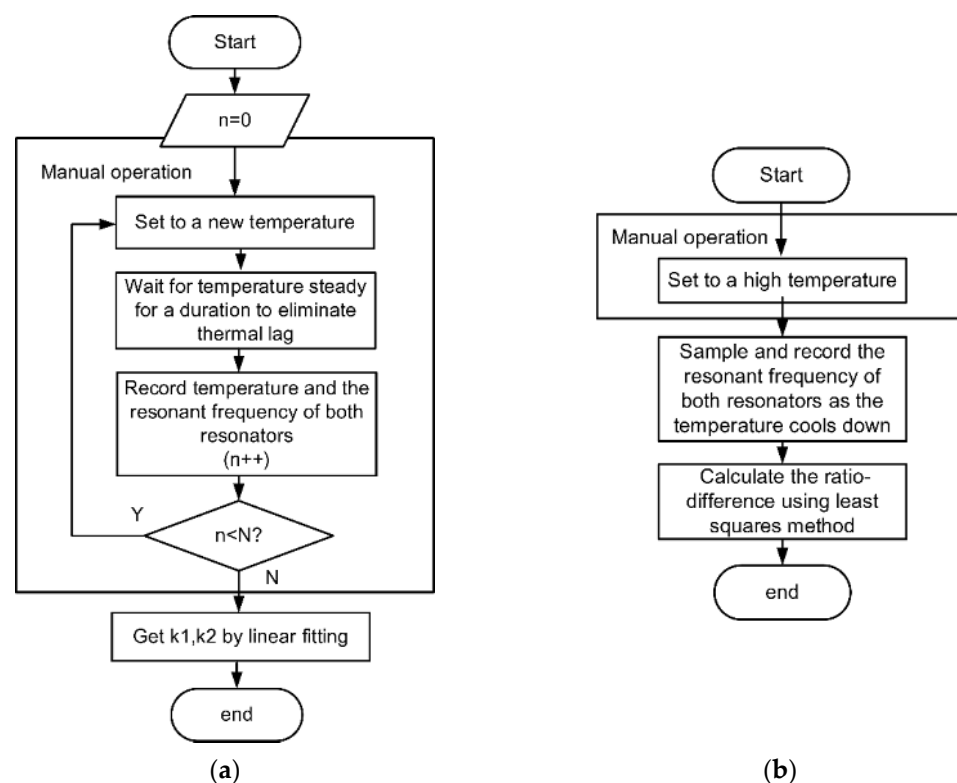 Start
n=0
Manual operation
Set to a new temperature
Wait for temperature steady
for a duration to eliminate
thermal lag
Record temperature and the
resonant frequency of both
resonators
(n++)
Y
n<N?
N
Get k1,k2 by linear fitting
end
(a)
Start
Manual operation
Set to a high temperature
Sample and record the
resonant frequency of
both resonators as the
temperature cools down
Calculate the ratio-
difference using least
squares method
end
(b)